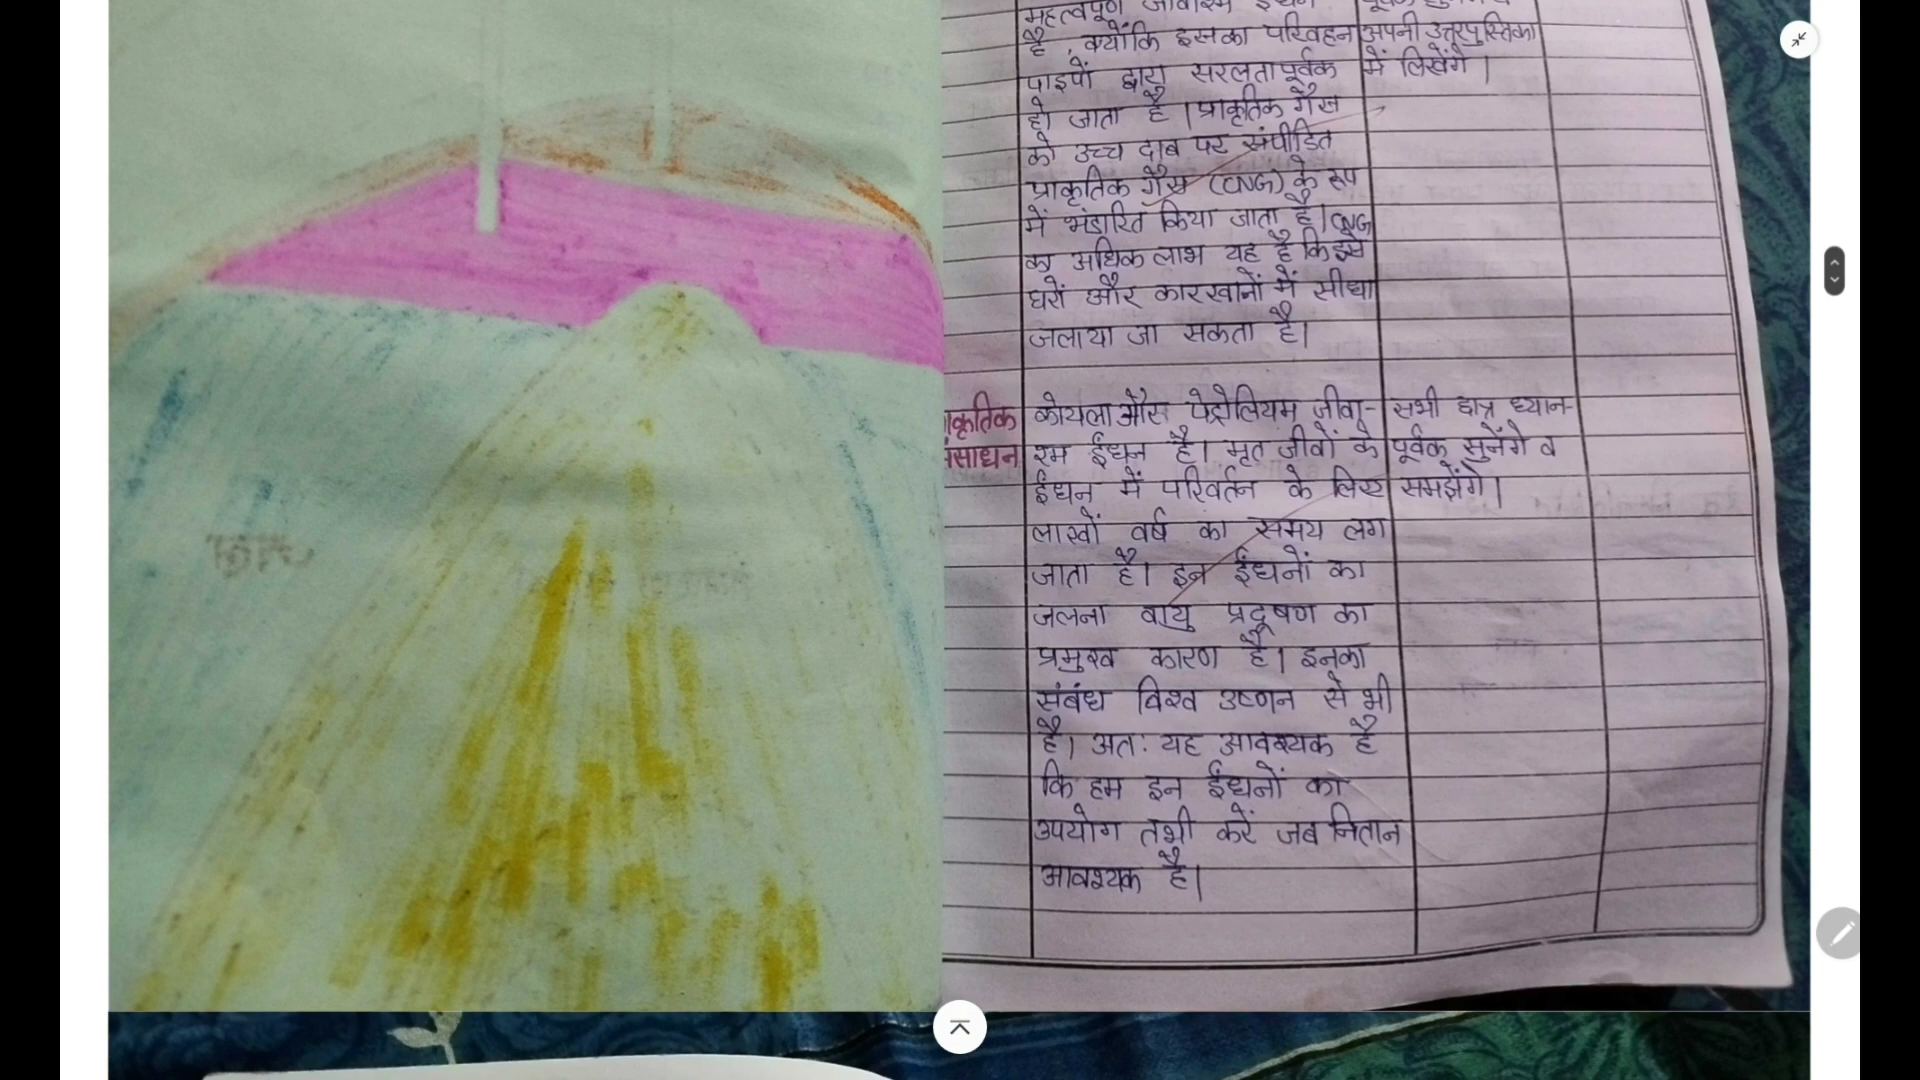 है, क्योंकि इसका परिवहन
पाइपों द्वारा सरलतापूर्वक
हो जाता है। प्राकृतिक गैस
को उच्च दाब पर संपीडित
प्राकृतिक गैस (CNG) के रूप
में भंडारित किया जाता है। CNG
का अधिक लाभ यह है कि इसे
घरों और कारखानों में सीधा
जलाया जा सकता है।
अपनी उत्तरपुस्तिका
में लिखेंगे।
ाकृतिक
संसाधन
कोयला और पेट्रोलियम जीवा-
श्म ईंधन है। मृत जीवों के
ईंधन में परिवर्तन के लिए
लाखों वर्ष का समय लग
जाता है। इन ईंधनों का
जलना वायु प्रदूषण का
प्रमुख कारण है। इनका
संबंध विश्व उष्णन से भी
है। अतः यह आवश्यक है
कि हम इन ईंधनों का
उपयोग तभी करें जब नितान
आवश्यक है।
सभी छात्र ध्यान-
पूर्वक सुनेंगे व
समझेंगे।